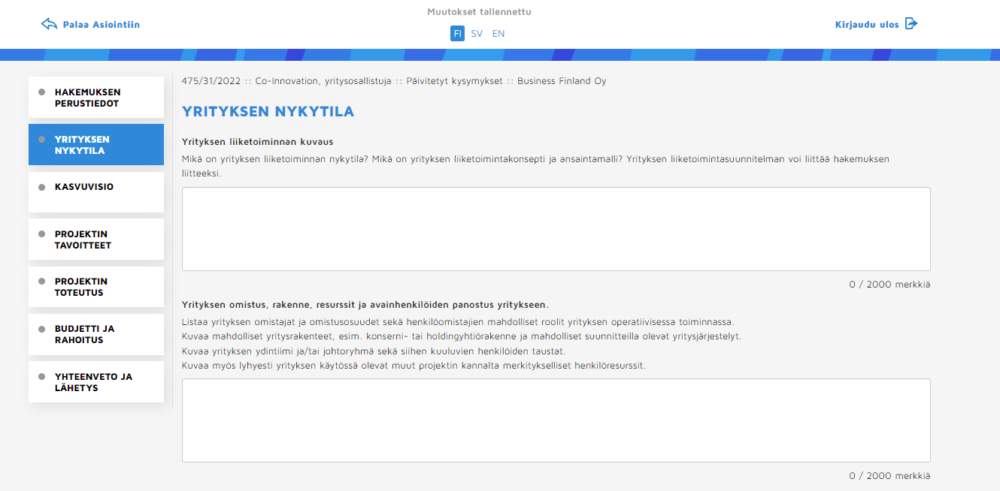 Muutokset tallennettu
Palaa Asiointiin
FI SV EN
Kirjaudu ulos
HAKEMUKSEN
PERUSTIEDOT
YRITYKSEN
NYKYTILA
KASVUVISIO
PROJEKTIN
TAVOITTEET
PROJEKTIN
TOTEUTUS
BUDJETTI JA
RAHOITUS
YHTEENVETO JA
LÄHETYS
475/31/2022 :: Co-Innovation, yritysosallistuja :: Päivitetyt kysymykset :: Business Finland Oy
YRITYKSEN NYKYTILA
Yrityksen liiketoiminnan kuvaus
Mikä on yrityksen liiketoiminnan nykytila? Mikä on yrityksen liiketoimintakonsepti ja ansaintamalli? Yrityksen liiketoimintasuunnitelman voi liittää hakemuksen
liitteeksi.
0 / 2000 merkkiä
Yrityksen omistus, rakenne, resurssit ja avainhenkilöiden panostus yritykseen.
Listaa yrityksen omistajat ja omistusosuudet sekä henkilöomistajien mahdolliset roolit yrityksen operatiivisessa toiminnassa.
Kuvaa mahdolliset yritysrakenteet, esim. konserni- tai holdingyhtiörakenne ja mahdolliset suunnitteilla olevat yritysjärjestelyt.
Kuvaa yrityksen ydintiimi ja/tai johtoryhmä sekä siihen kuuluvien henkilöiden taustat.
Kuvaa myös lyhyesti yrityksen käytössä olevat muut projektin kannalta merkitykselliset henkilöresurssit.
0 / 2000 merkkiä